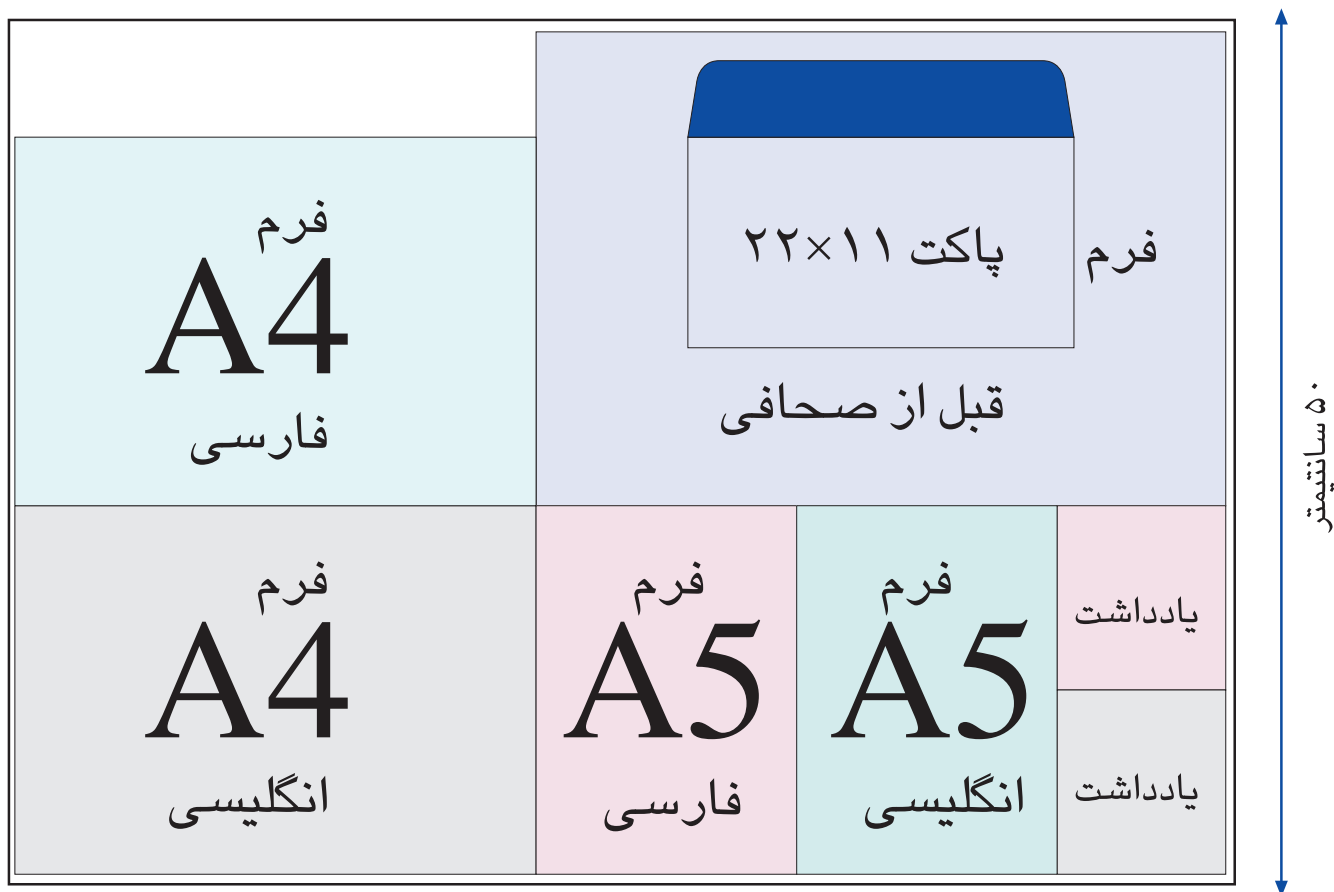 فرم
پاکت ۱۱×۲۲
قبل از صحافی
فرم
A4
فارسی
یادداشت
یادداشت
فرم
A5
انگلیسی
فرم
A5
فارسی
فرم
A4
انگلیسی
۵۰ سانتیمتر